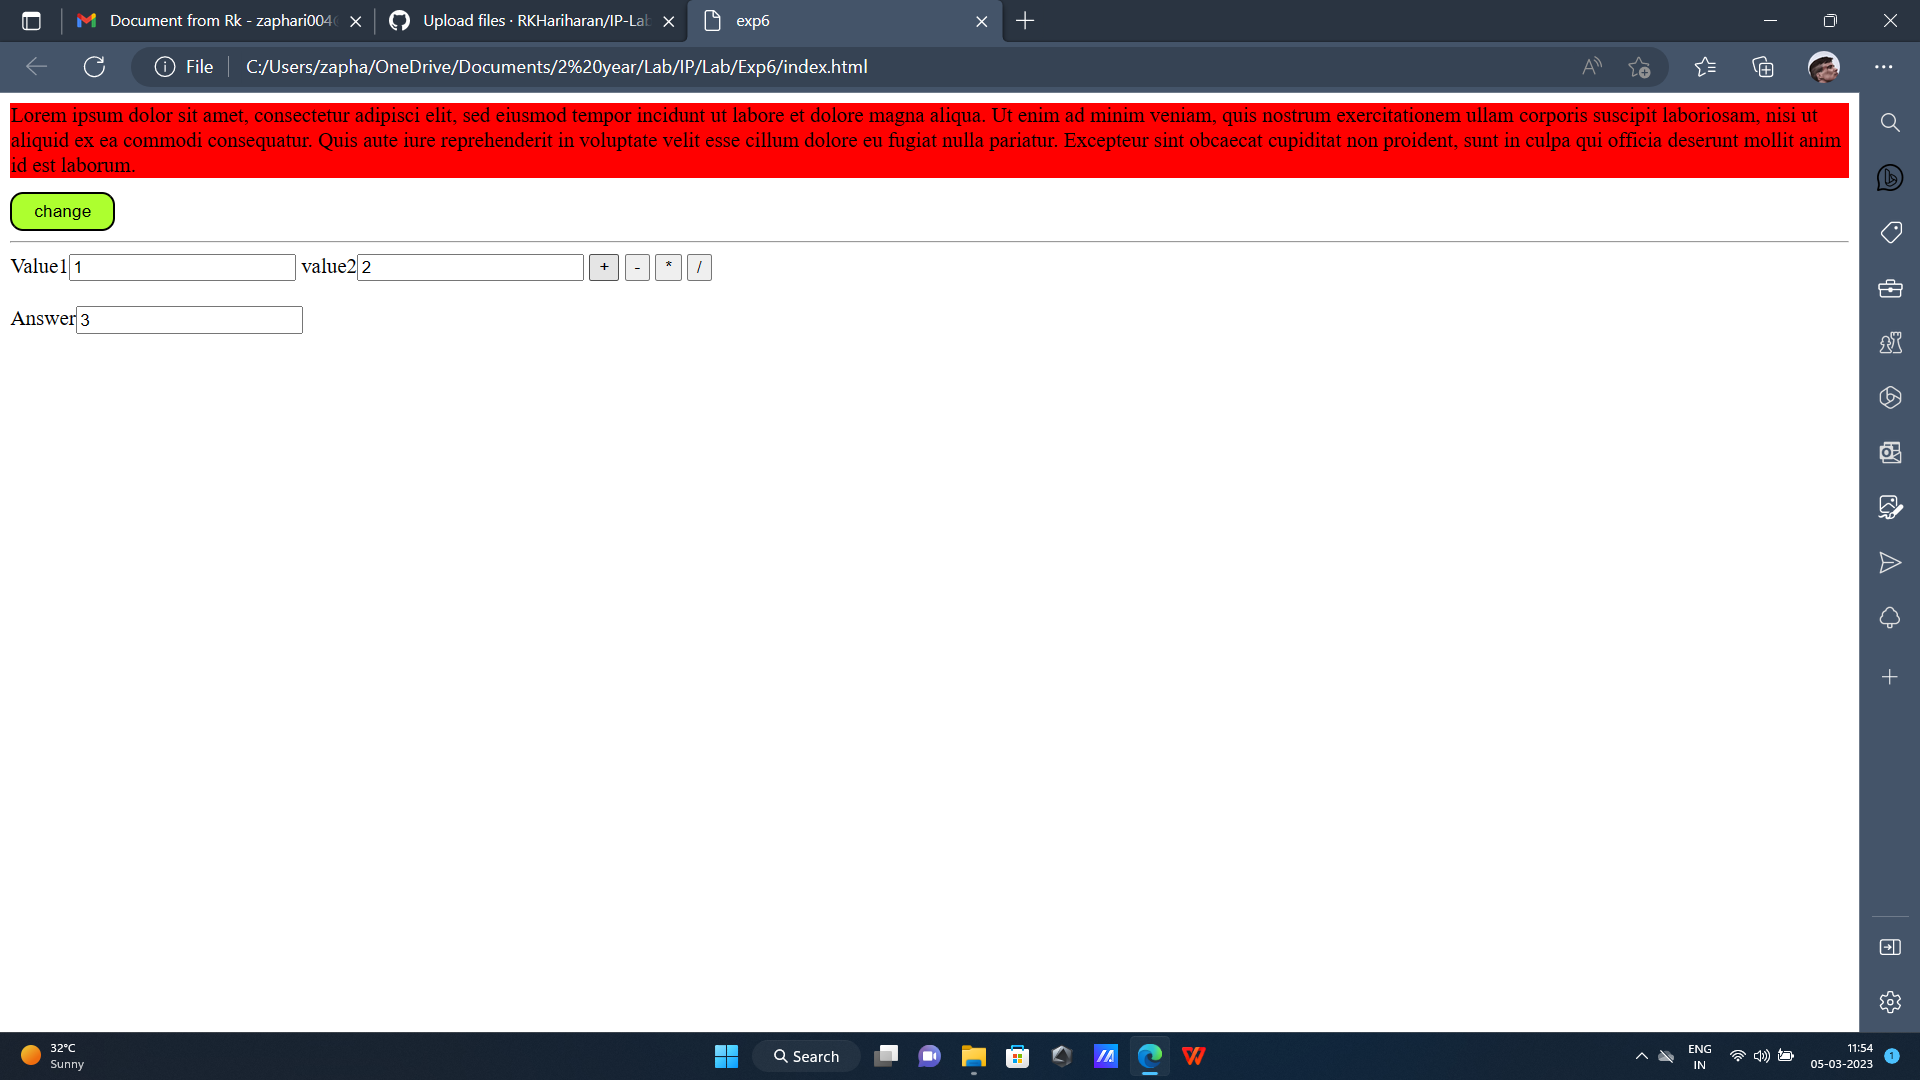 Document from Rk - zaphari004
Upload files · RKHariharan/IP-Lab
exp6
File
C:/Users/zapha/OneDrive/Documents/2%20year/Lab/IP/Lab/Exp6/index.html
Lorem ipsum dolor sit amet, consectetur adipisci elit, sed eiusmod tempor incidunt ut labore et dolore magna aliqua. Ut enim ad minim veniam, quis nostrum exercitationem ullam corporis suscipit laboriosam, nisi ut
aliquid ex ea commodi consequatur. Quis aute iure reprehenderit in voluptate velit esse cillum dolore eu fugiat nulla pariatur. Excepteur sint obcaecat cupiditat non proident, sunt in culpa qui officia deserunt mollit anim
id est laborum.
change
Value1 1 value2 2 + - * /
Answer 3
32°C
Sunny
Search
ENG
IN
11:54
05-03-2023
1